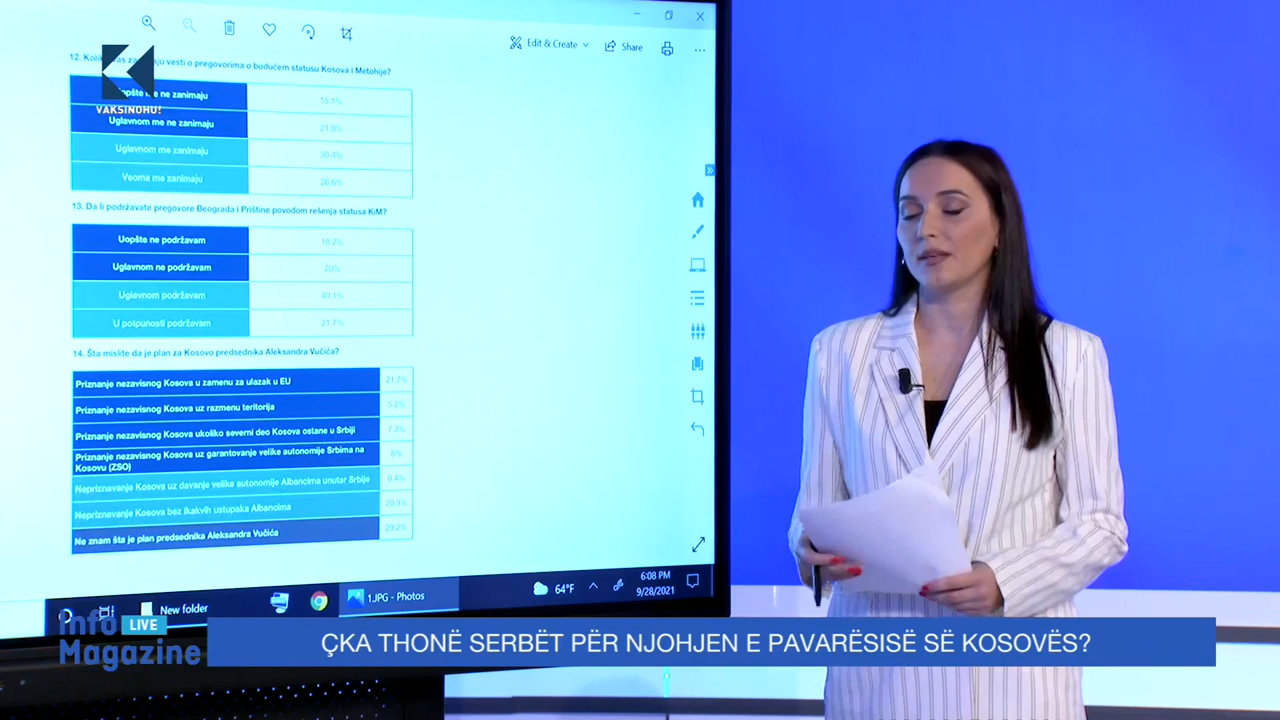 Edit & Create
Share
12. vesti o pregovorima o budućem statusu Kosova i Metohije?
me ne zanimaju
15.1%
VAKSINOHU!
Uglavnom me ne zanimaju
21.9%
Uglavnom me zanimaju
36.4%
Veoma me zanimaju
26.6%
13. Da li podržavate pregovore Beograda i Prištine povodom rešenja statusa KiM?
Uopšte ne podržavam
18.2%
Uglavnom ne podržavam
20%
Uglavnom podržavam
40.1%
U potpunosti podržavam
21.7%
14. Šta mislite da je plan za Kosovo predsednika Aleksandra Vučića?
Priznanje nezavisnog Kosova u zamenu za ulazak u EU
21.7%
Priznanje nezavisnog Kosova uz razmenu teritorija
5.2%
Priznanje nezavisnog Kosova ukoliko severni deo Kosova ostane u Srbiji
7.3%
Priznanje nezavisnog Kosova uz garantovanje velike autonomije Srbima na
Kosovu (ZSO)
Nepriznavanje Kosova uz davanje velike autonomije Albancima unutar Srbije
Nepriznavanje Kosova bez ikakvih ustupaka Albancima
Ne znam šta je plan predsednika Aleksandra Vučića
New folder
1.JPG - Photos
64°F
6:08 PM
9/28/2021
Info
LIVE
Magazine
ÇKA THONË SERBËT PËR NJOHJEN E PAVARËSISË SË KOSOVËS?